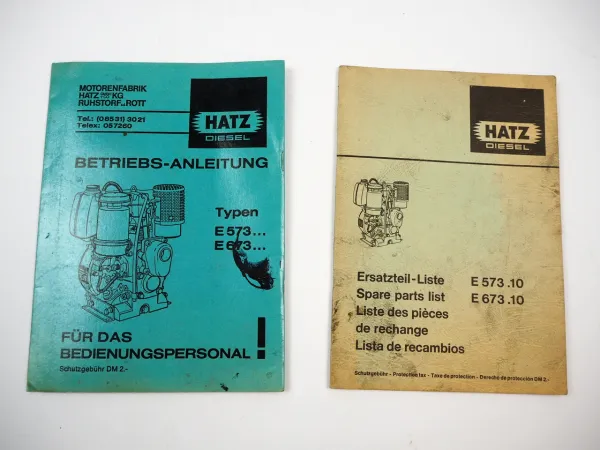 MOTORENFABRIK
HATZ KG
RUHSTORF a.d. ROTT
Tel.: (08531) 3021
Telex: 057260
HATZ
DIESEL
BETRIEBS-ANLEITUNG
Typen
E 573...
E 673...
FÜR DAS
BEDIENUNGSPERSONAL !
Schutzgebühr DM 2.-
HATZ
DIESEL
Ersatzteil-Liste E 573.10
Spare parts list E 673.10
Liste des pièces
de rechange
Lista de recambios
Schutzgebühr - Protective tax - Taxe de protection - Derecho de protección DM 2.-